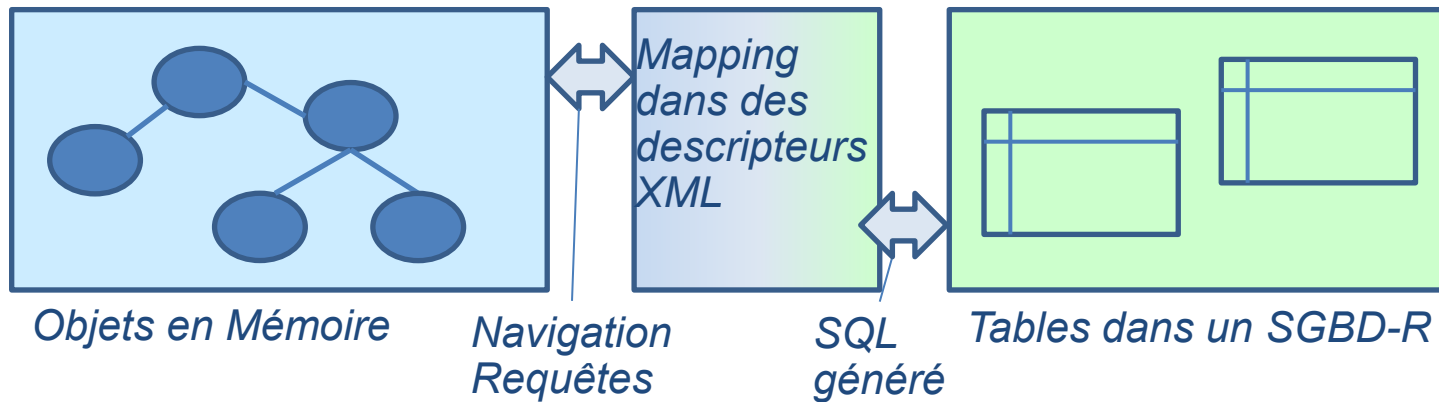 Mapping
dans des
descripteurs
XML
Objets en Mémoire
Navigation
Requêtes
SQL
généré
Tables dans un SGBD-R